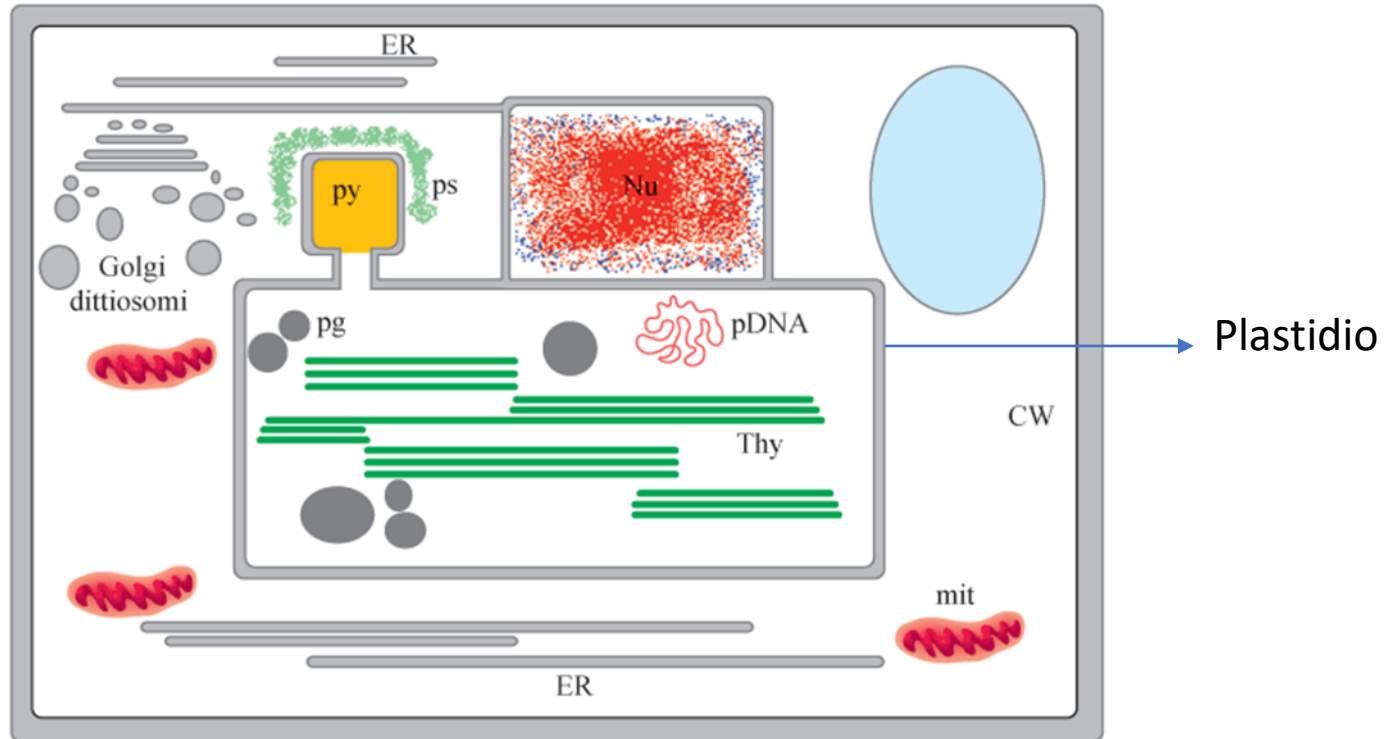 ER
py
ps
Nu
Golgi
dittiosomi
pg
pDNA
Plastidio
CW
Thy
mit
ER